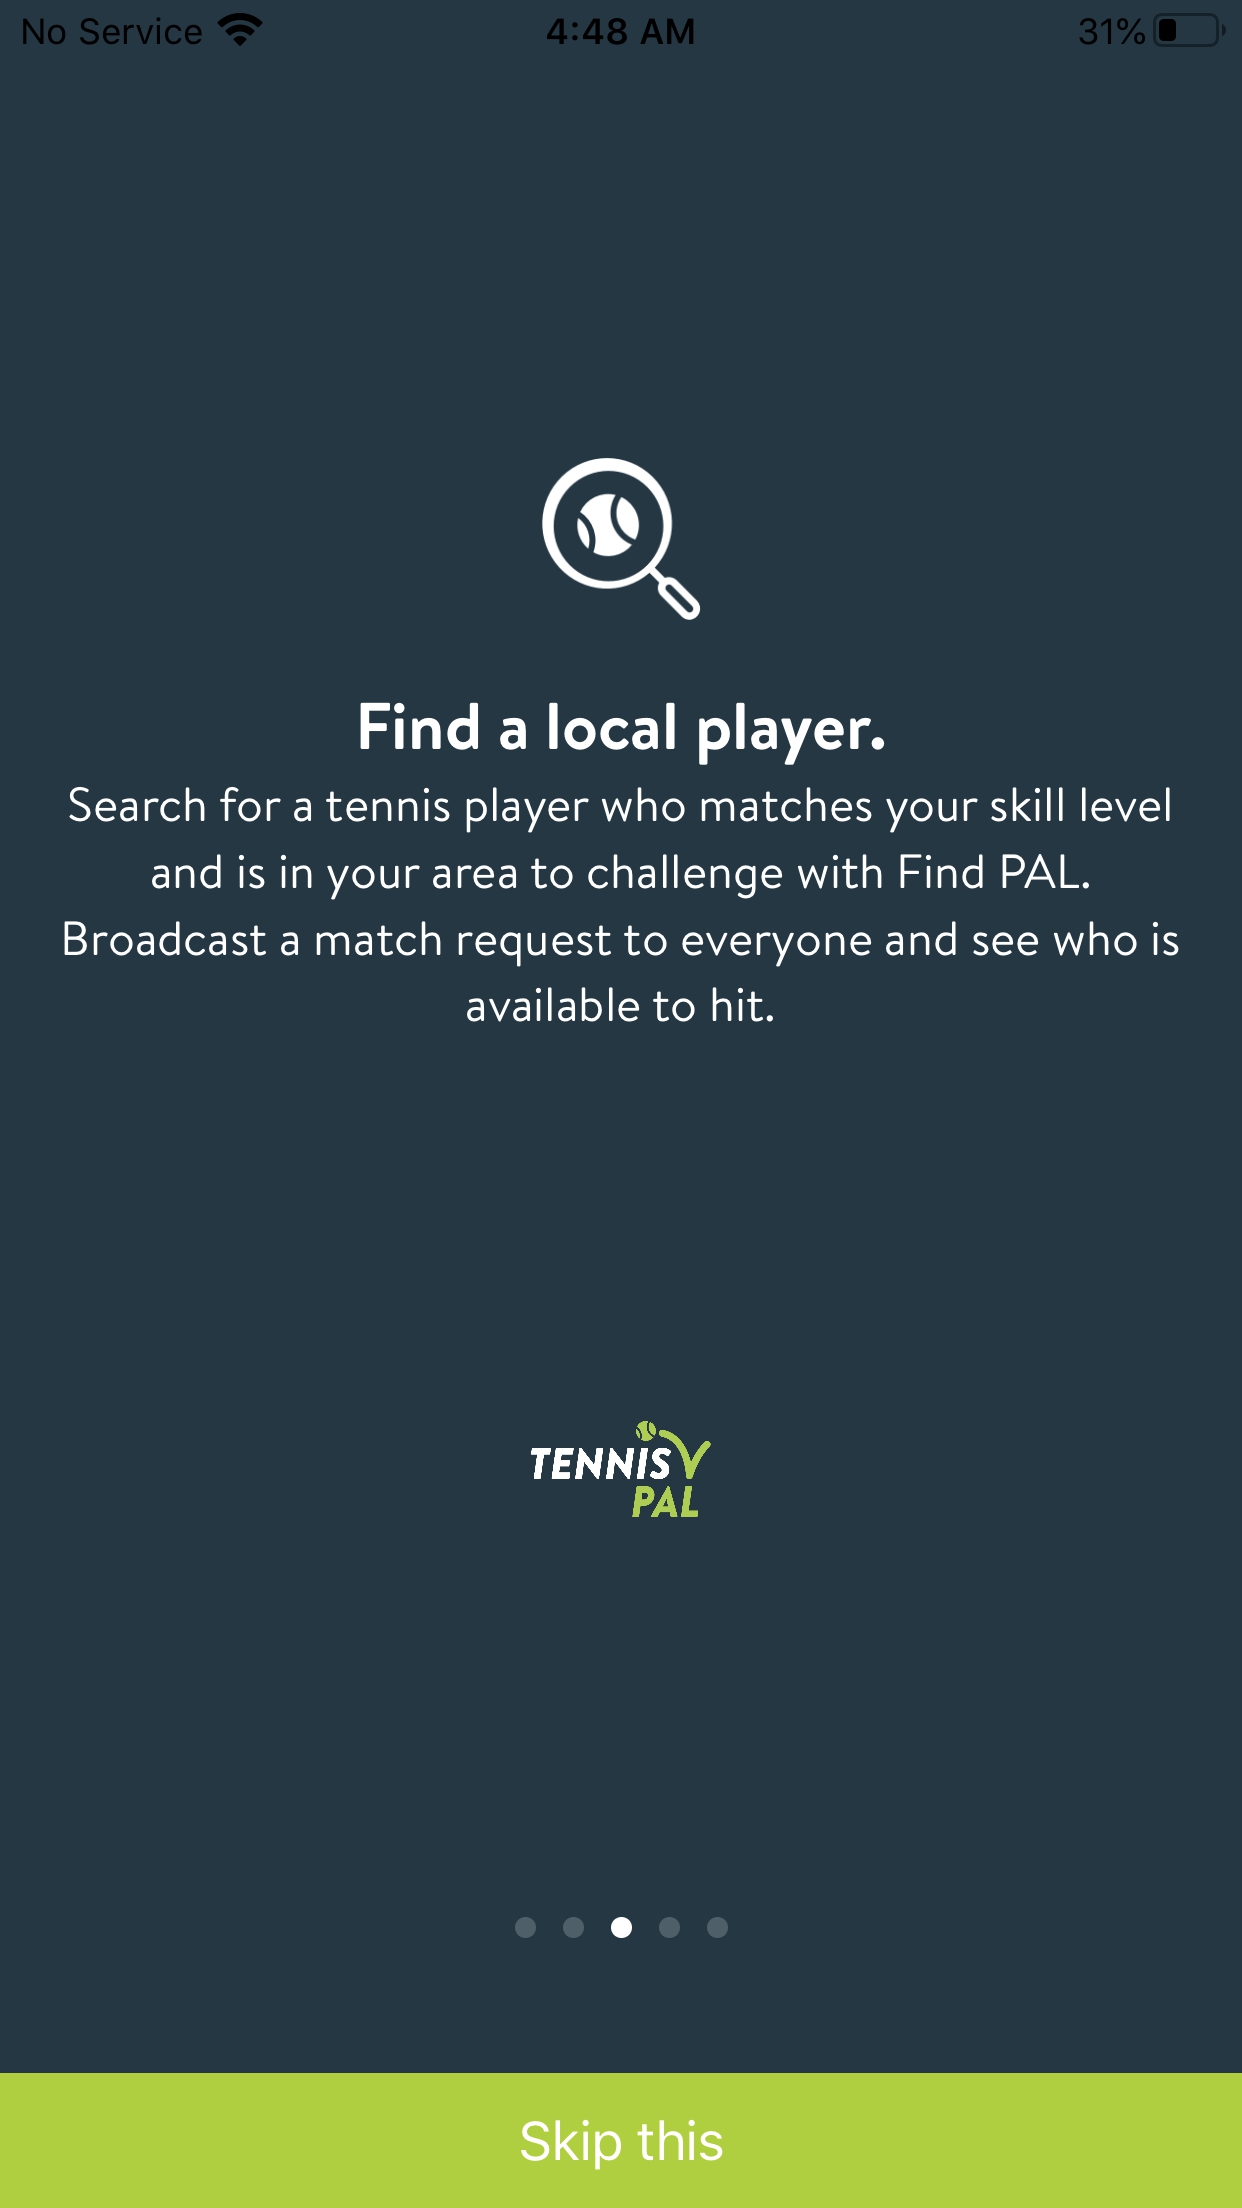 No Service 4:48 AM 31%
Find a local player.
Search for a tennis player who matches your skill level
and is in your area to challenge with Find PAL.
Broadcast a match request to everyone and see who is
available to hit.
TENNIS
PAL
Skip this